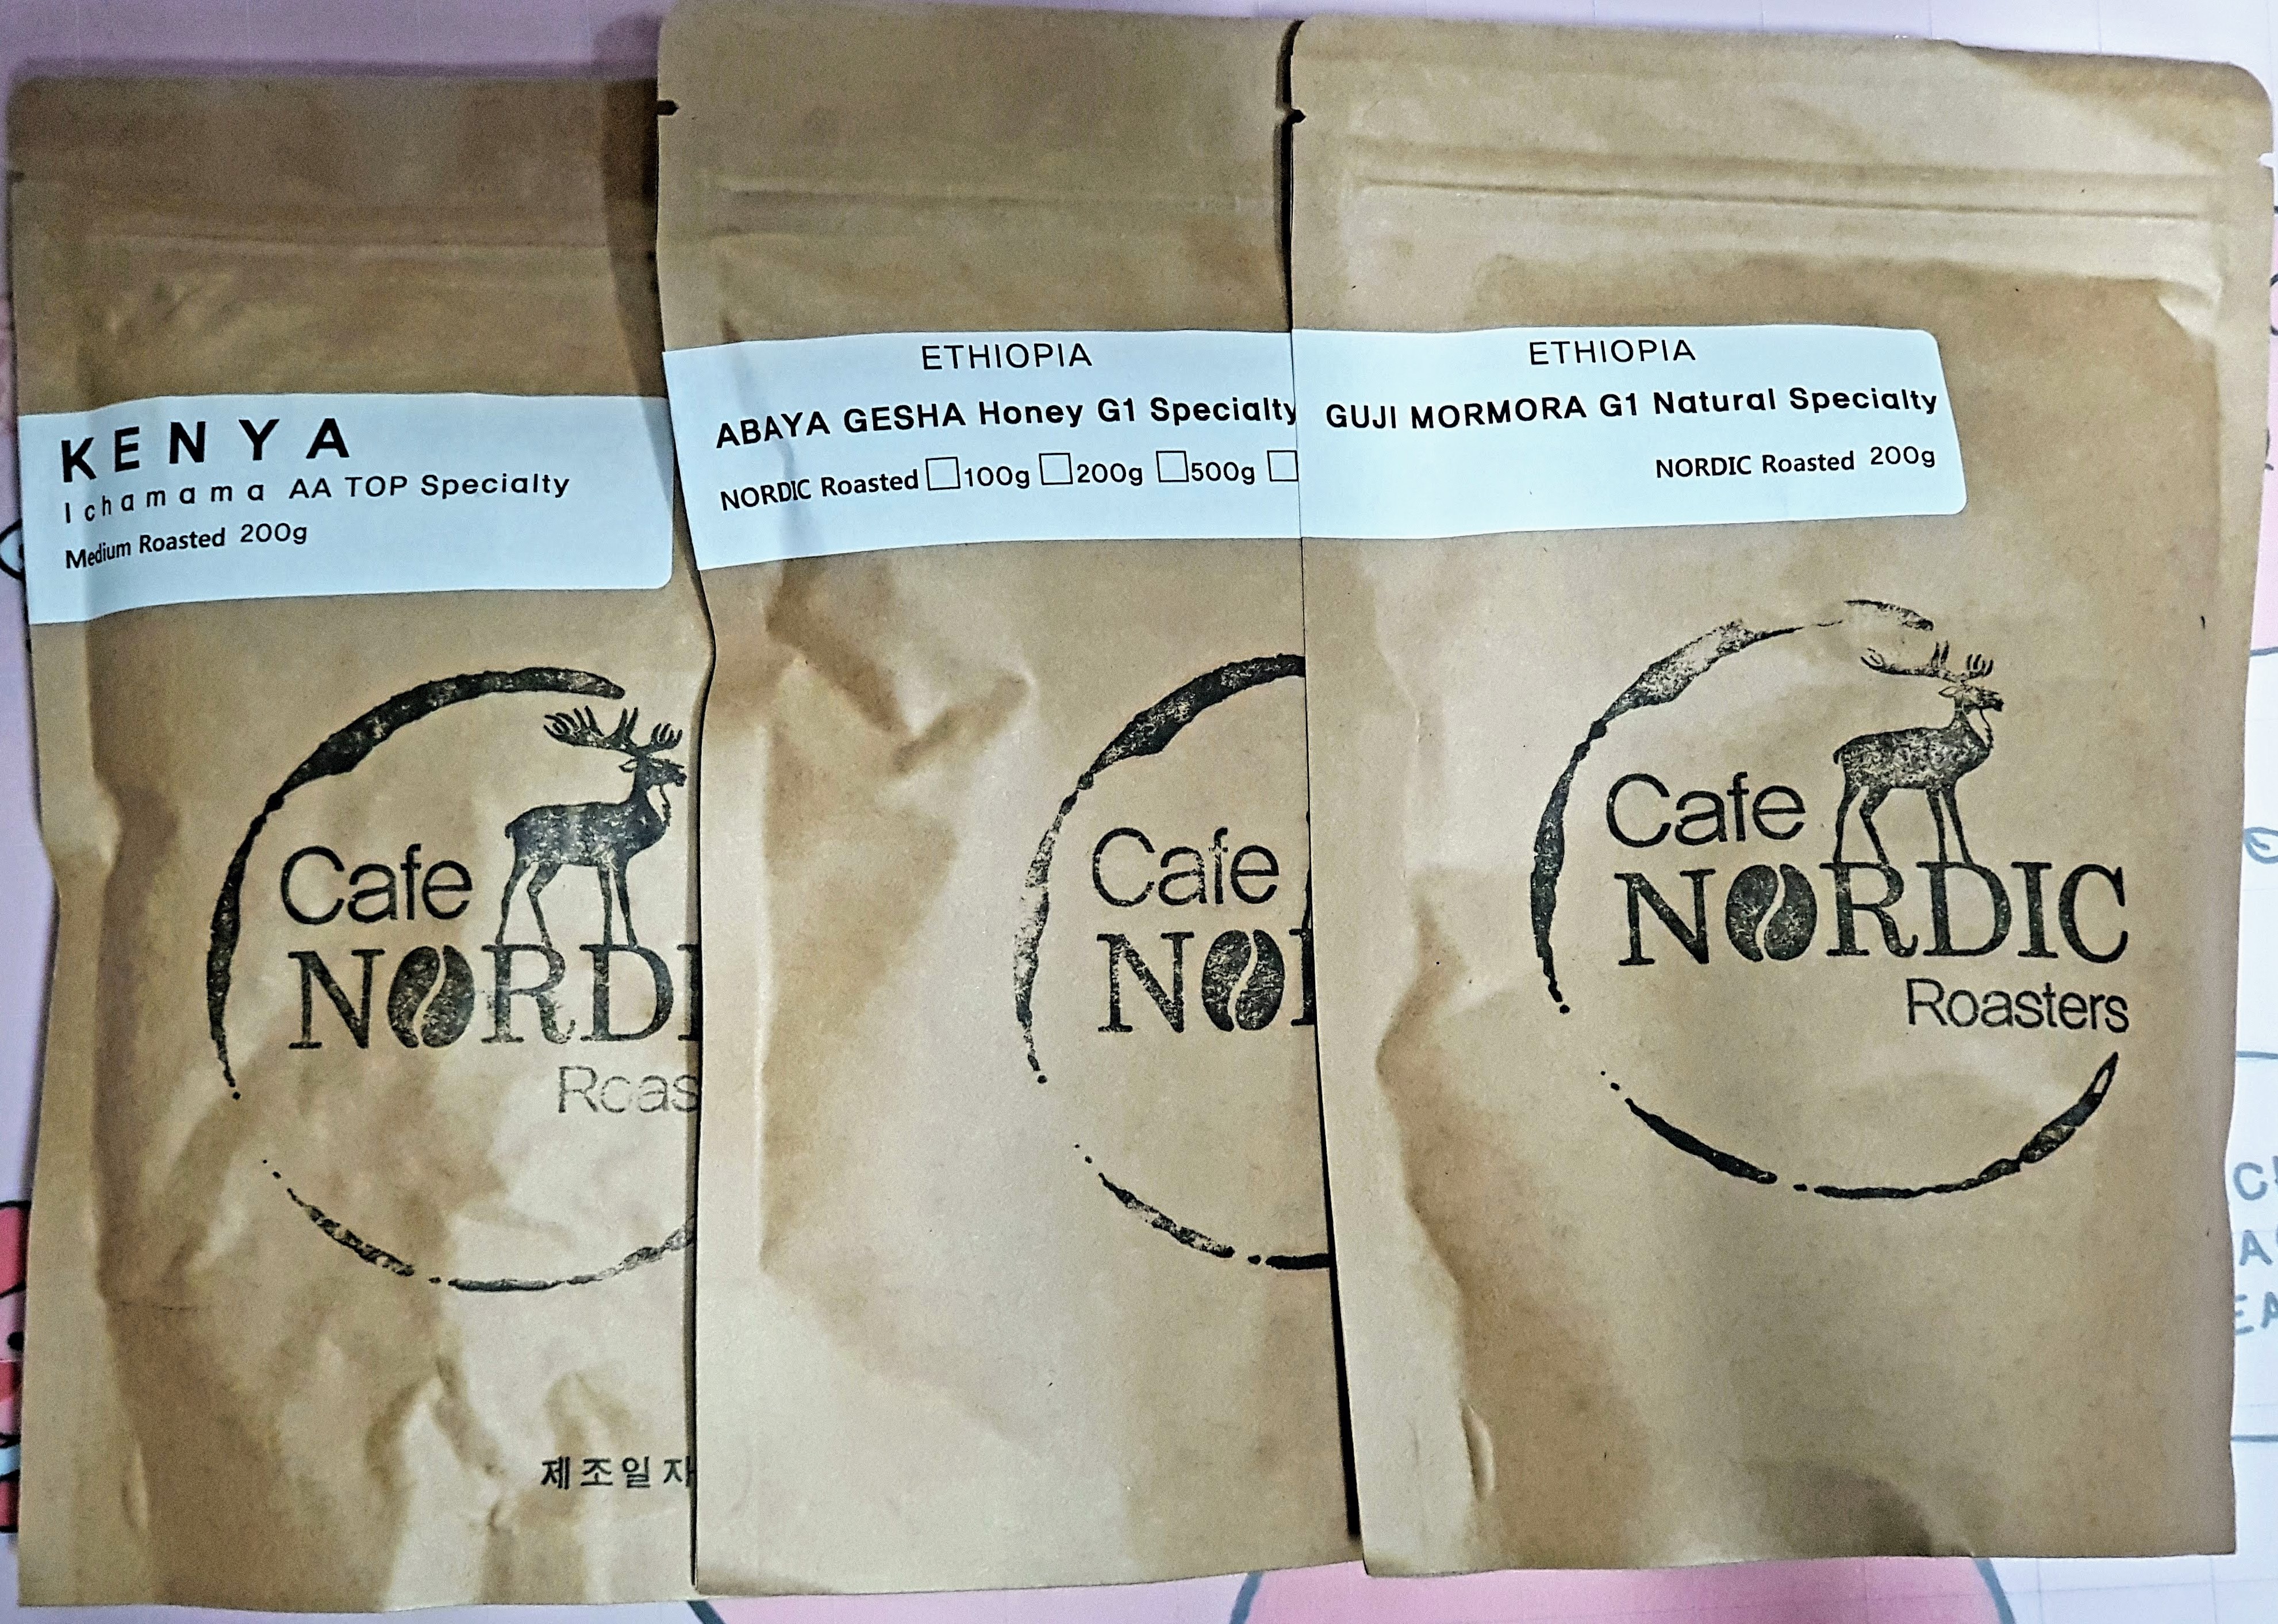 KENYA
Ichamama AA TOP Specialty
Medium Roasted 200g
Cafe
NORDI
Roas
제조일자
ETHIOPIA
ABAYA GESHA Honey G1 Specialty
NORDIC Roasted □100g □200g □500g □
Cafe
NO
ETHIOPIA
GUJI MORMORA G1 Natural Specialty
NORDIC Roasted 200g
Cafe
NORDIC
Roasters